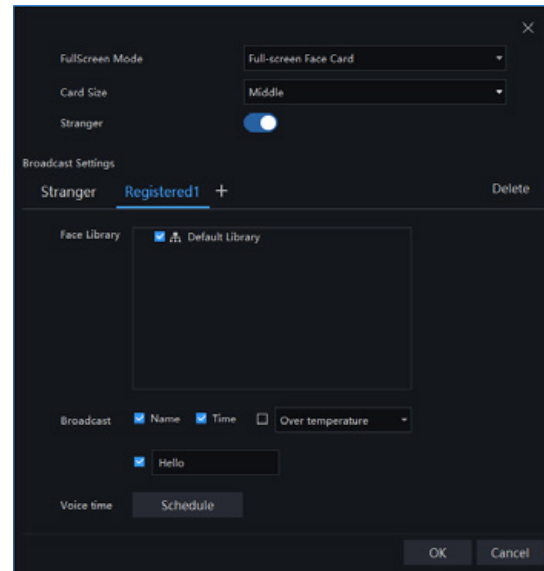 FullScreen Mode Full-screen Face Card
Card Size Middle
Stranger
Broadcast Settings
Stranger Registered1 + Delete
Face Library Default Library
Broadcast Name Time Over temperature
Hello
Voice time Schedule
OK Cancel